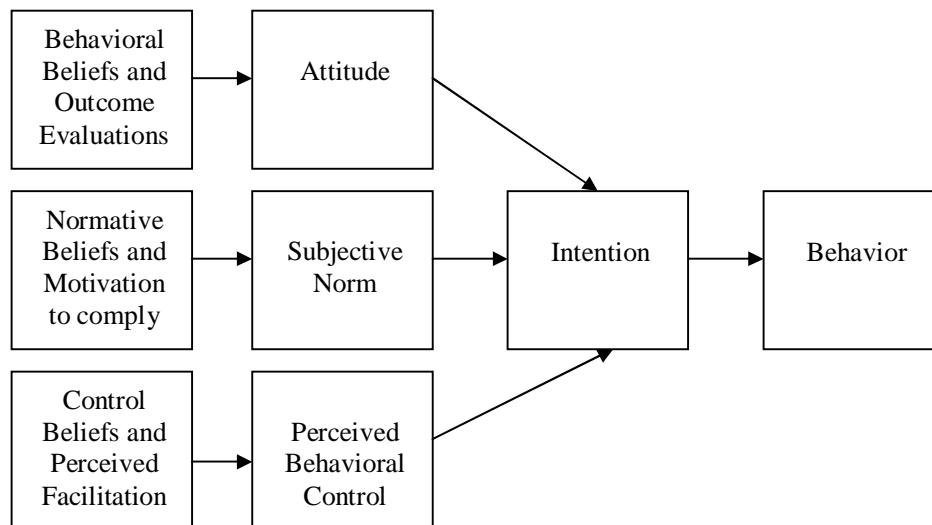 Behavioral
Beliefs and
Outcome
Evaluations
Attitude
Normative
Beliefs and
Motivation
to comply
Subjective
Norm
Intention
Behavior
Control
Beliefs and
Perceived
Facilitation
Perceived
Behavioral
Control